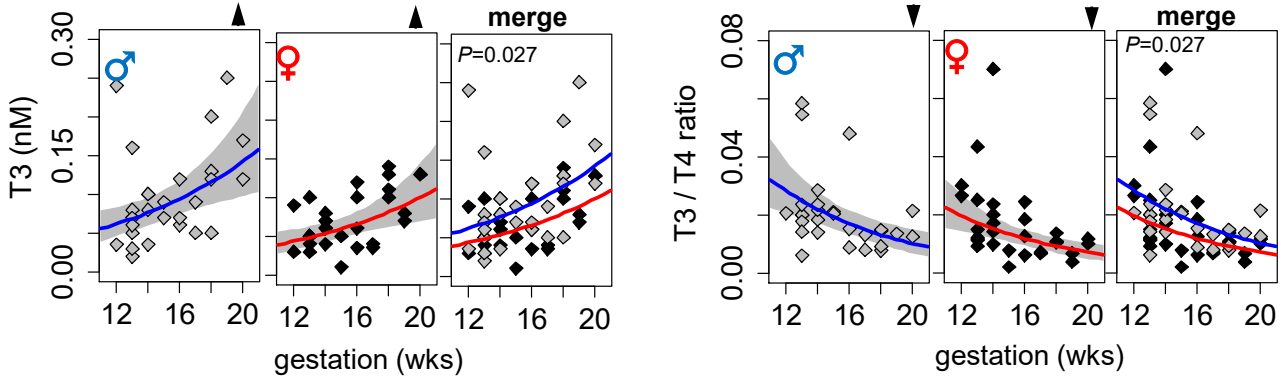 merge
T3 (nM)
0.30
0.15
0.00
♂
♀
P=0.027
12 16 20
12 16 20
12 16 20
gestation (wks)
merge
T3 / T4 ratio
0.08
0.04
0.00
♂
♀
P=0.027
12 16 20
12 16 20
12 16 20
gestation (wks)